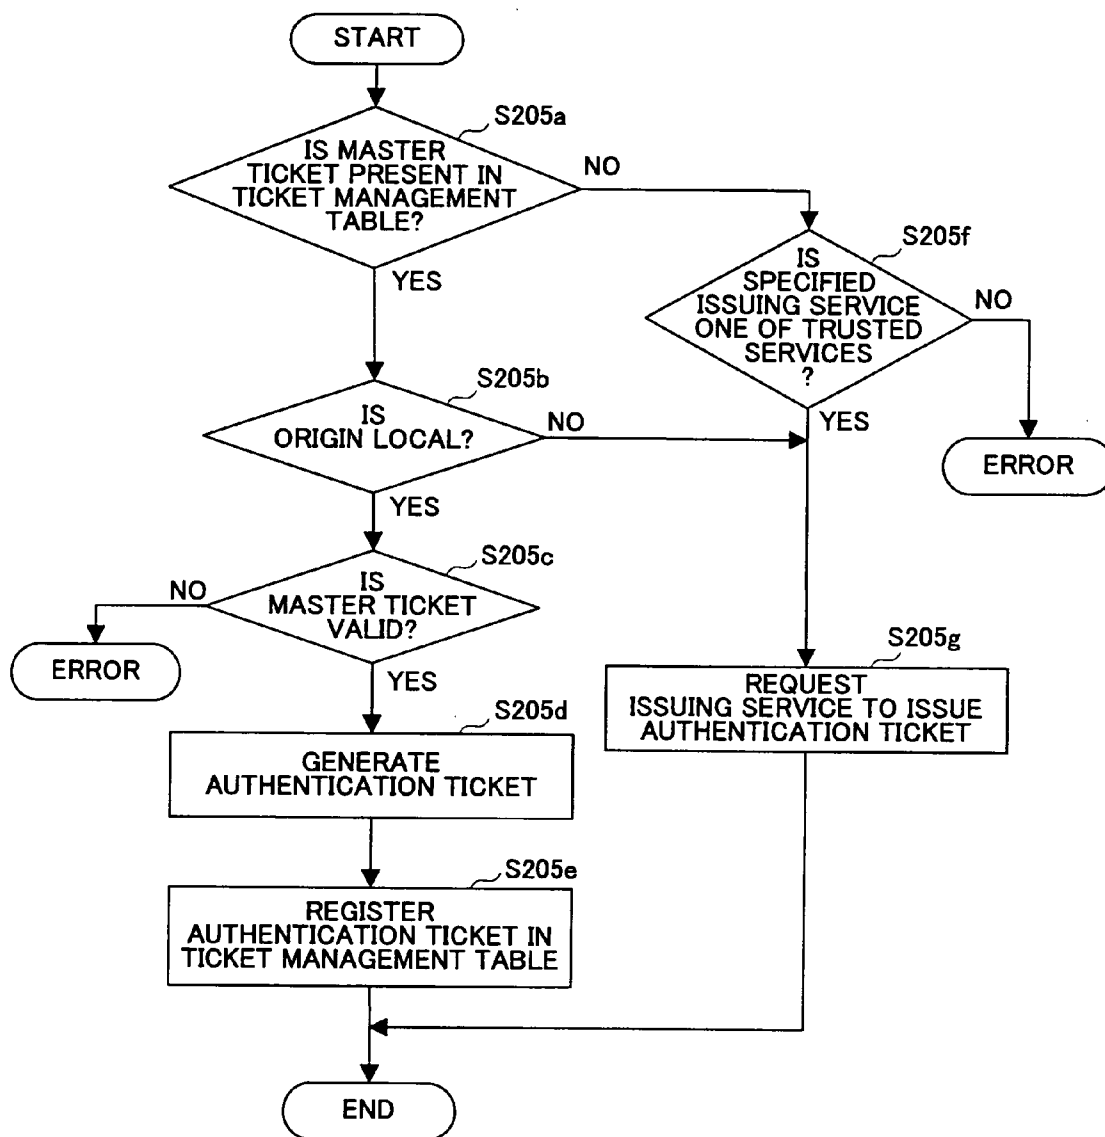 START
S205a
IS MASTER
TICKET PRESENT IN
TICKET MANAGEMENT
TABLE?
NO
YES
S205f
IS
SPECIFIED
ISSUING SERVICE
ONE OF TRUSTED
SERVICES
?
NO
YES
ERROR
S205b
IS
ORIGIN LOCAL?
NO
YES
S205c
IS
MASTER TICKET
VALID?
NO
ERROR
YES
S205d
GENERATE
AUTHENTICATION TICKET
S205g
REQUEST
ISSUING SERVICE TO ISSUE
AUTHENTICATION TICKET
S205e
REGISTER
AUTHENTICATION TICKET IN
TICKET MANAGEMENT TABLE
END